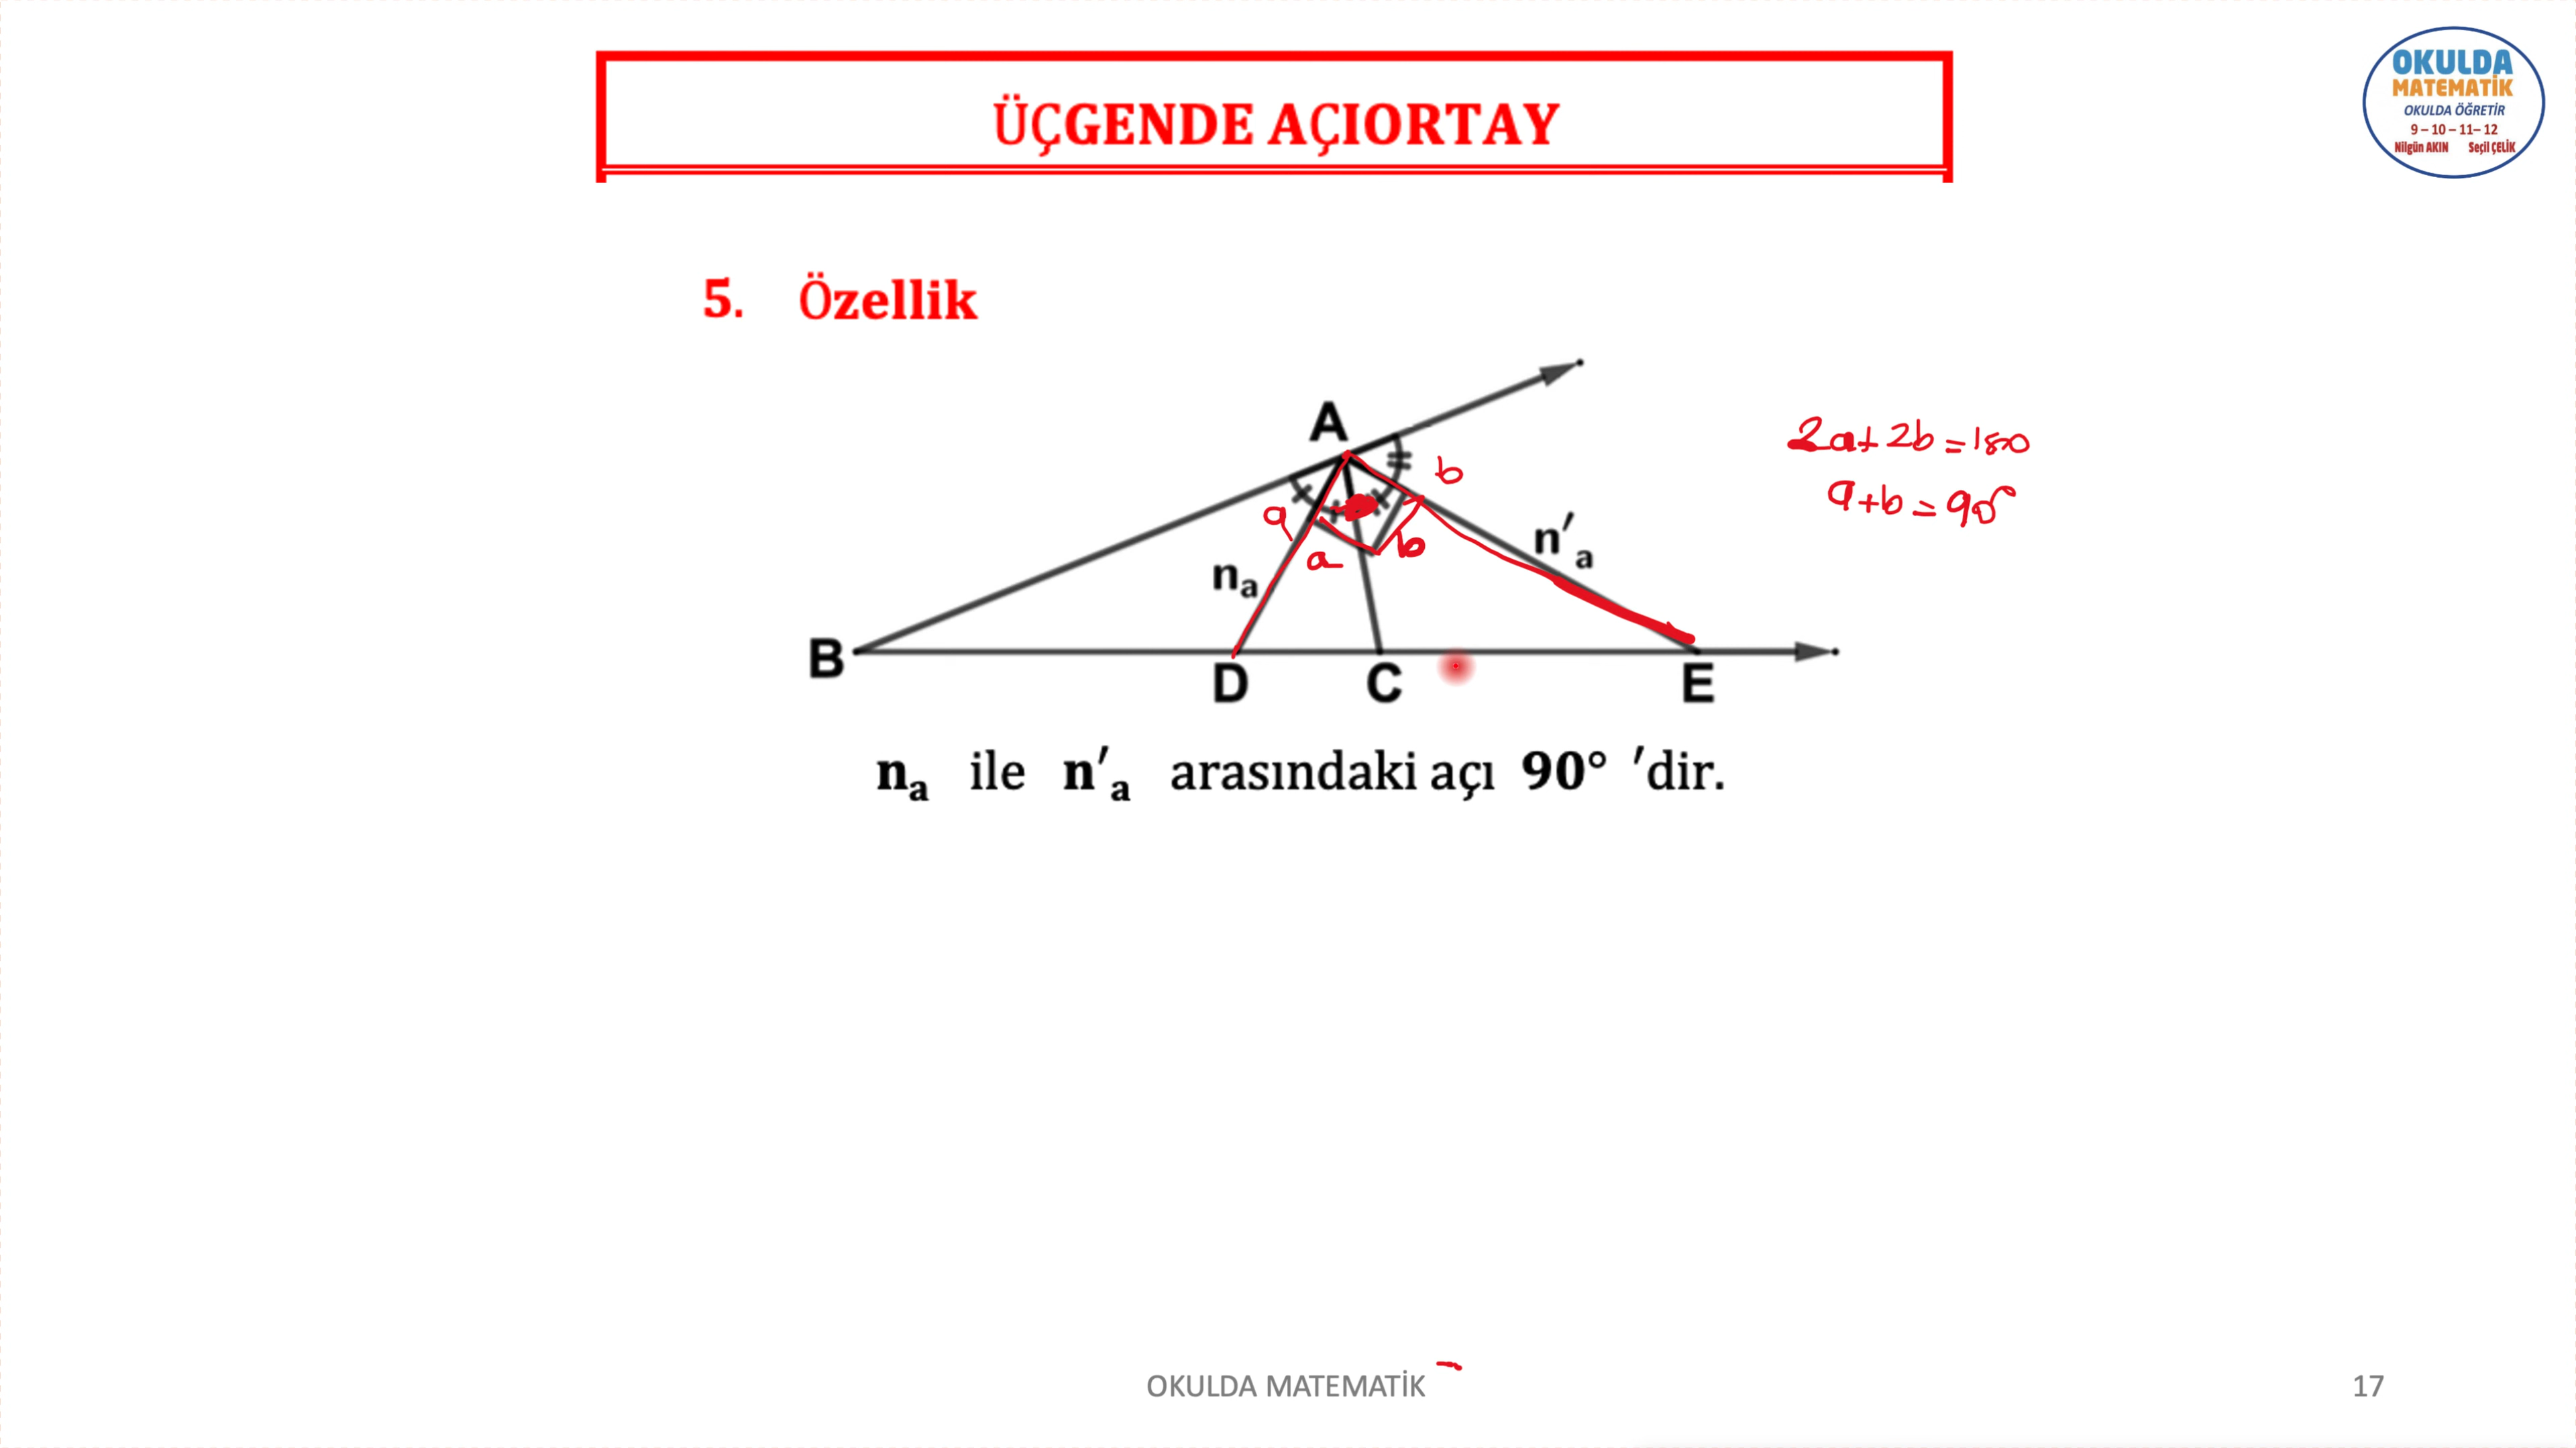 OKULDA
MATEMATİK
OKULDA ÖĞRETİR
9 – 10 – 11– 12
Nilgün AKIN Seçil ÇELİK
ÜÇGENDE AÇIORTAY
5. Özellik
A
b
2a+2b=180
a+b=90°
a
a
b
nₐ
n′ₐ
B
D
C
E
nₐ ile n′ₐ arasındaki açı 90° ′dir.
OKULDA MATEMATİK
17